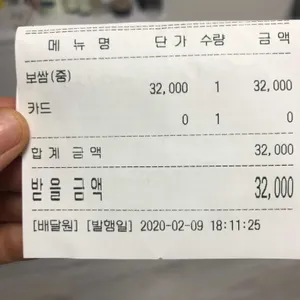 메 뉴 명 단 가 수량 금 액
보쌈(중)
32,000 1 32,000
카드
0 1 0
합 계 금 액 32,000
받을 금액 32,000
[배달원] [발행일] 2020-02-09 18:11:25